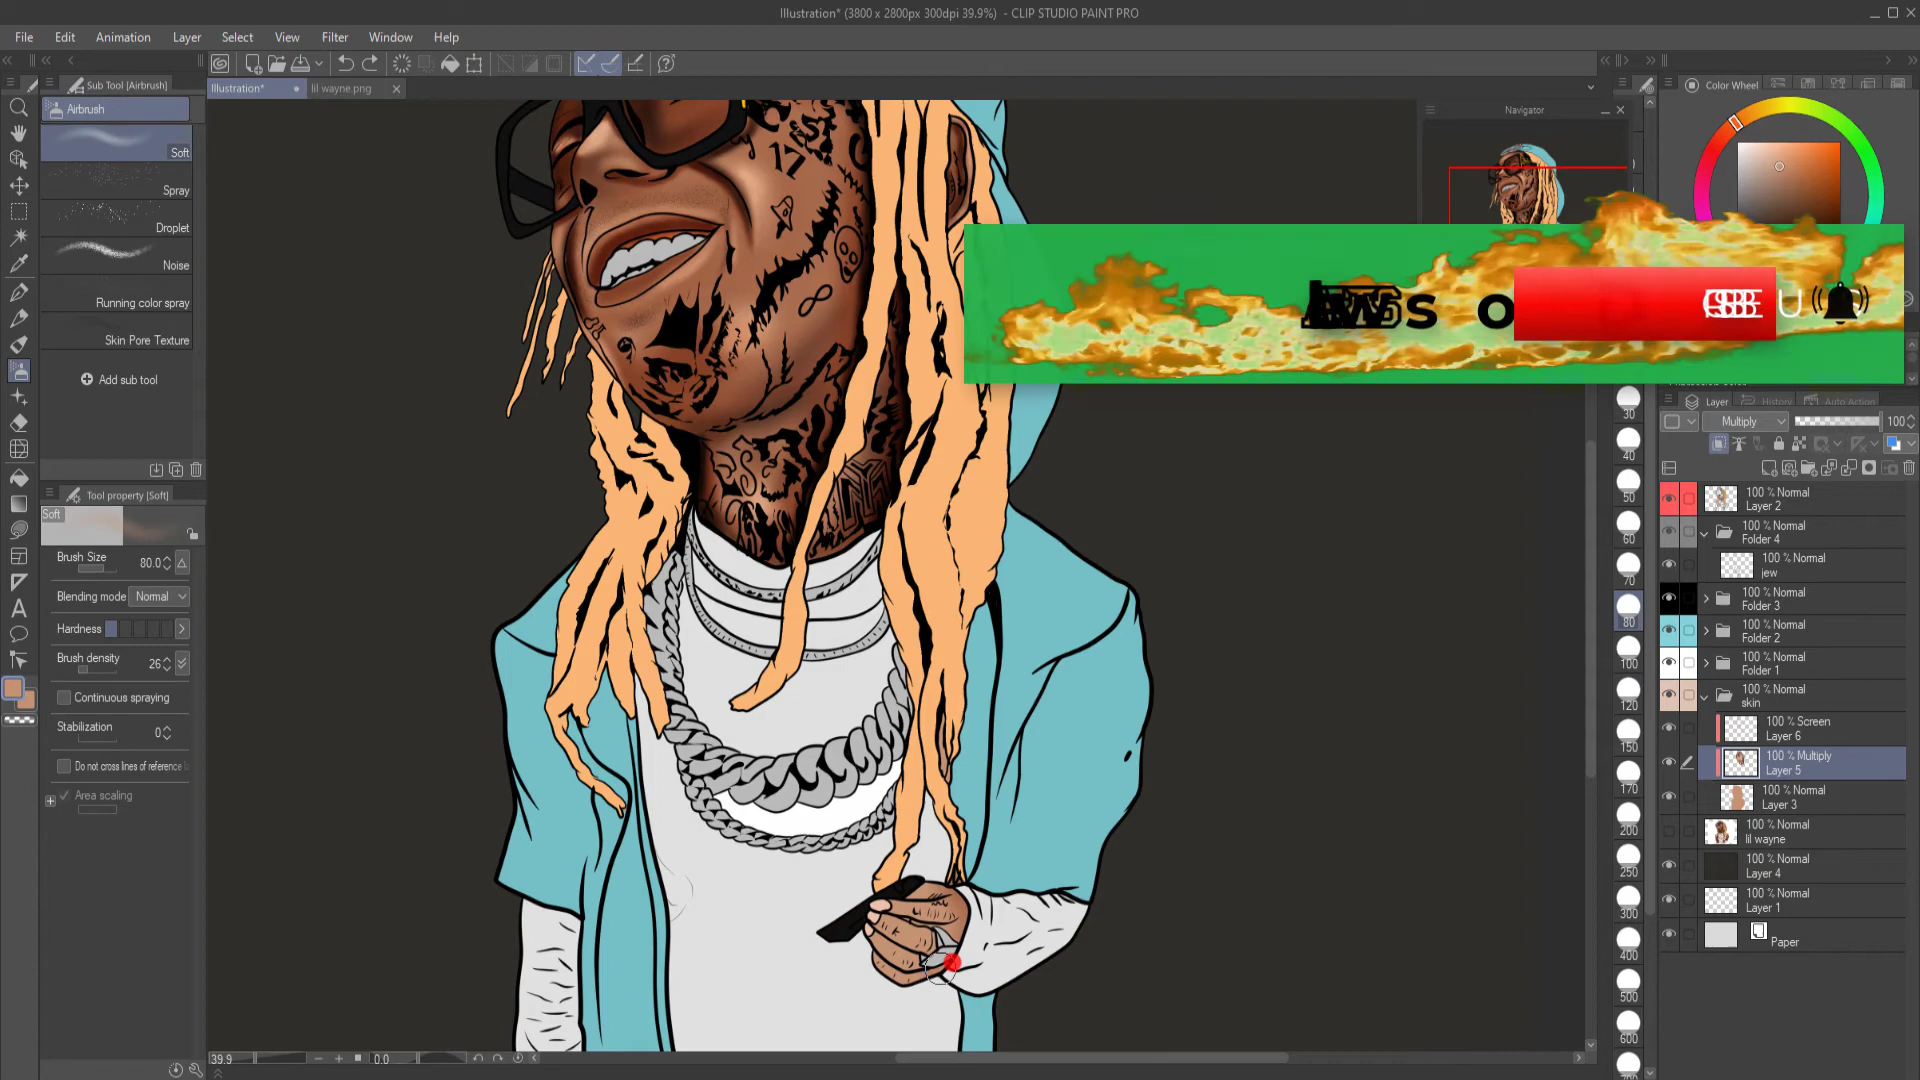 Illustration* (3800 x 2800px 300dpi 39.9%) - CLIP STUDIO PAINT PRO
File Edit Animation Layer Select View Filter Window Help
Sub Tool [Airbrush]
Illustration*
lil wayne.png
Airbrush
Soft
Spray
Droplet
Noise
Running color spray
Skin Pore Texture
Add sub tool
Tool property [Soft]
Soft
Brush Size 80.0
Blending mode Normal
Hardness
Brush density 26
Continuous spraying
Stabilization 0
Do not cross lines of reference
Area scaling
39.9
0.0
17
Navigator
30
40
50
60
70
80
100
120
150
170
200
250
300
400
500
600
Color Wheel
Layer History Auto Action
Multiply 100
100 % Normal
Layer 2
100 % Normal
Folder 4
100 % Normal
jew
100 % Normal
Folder 3
100 % Normal
Folder 2
100 % Normal
Folder 1
100 % Normal
skin
100 % Screen
Layer 6
100 % Multiply
Layer 5
100 % Normal
Layer 3
100 % Normal
lil wayne
100 % Normal
Layer 4
100 % Normal
Layer 1
Paper